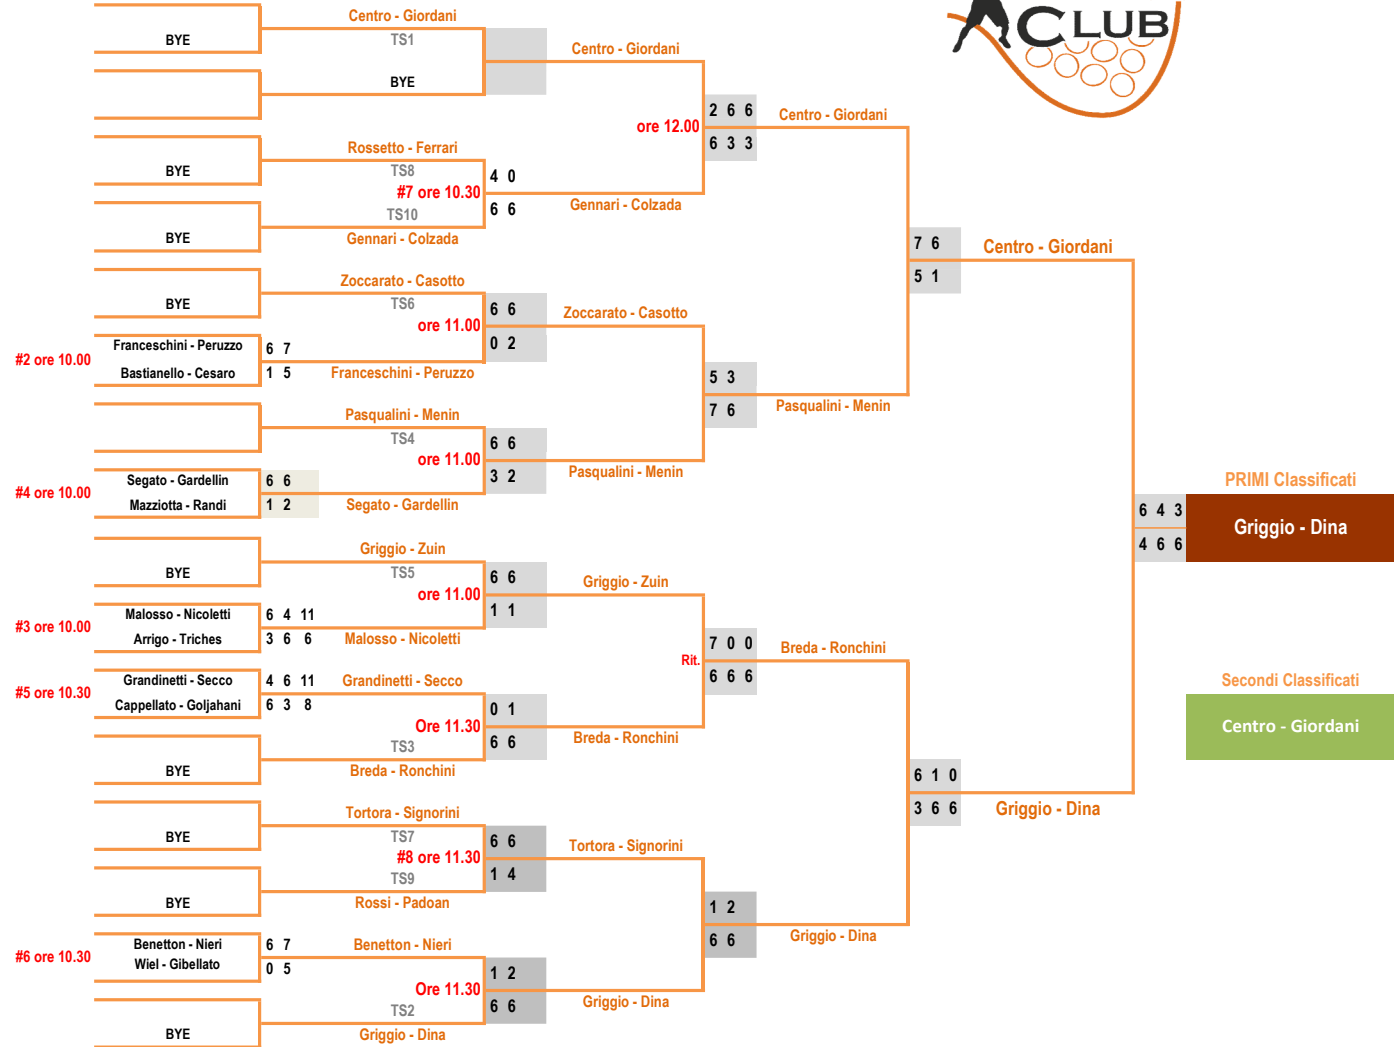 CLUB
Centro - Giordani
BYE
TS1
Centro - Giordani
BYE
2 6 6
Centro - Giordani
ore 12.00
6 3 3
Rossetto - Ferrari
BYE
TS8
4 0
#7 ore 10.30
Gennari - Colzada
TS10
6 6
BYE
Gennari - Colzada
7 6
Centro - Giordani
5 1
Zoccarato - Casotto
BYE
TS6
6 6
Zoccarato - Casotto
ore 11.00
0 2
#2 ore 10.00
Franceschini - Peruzzo
6 7
Bastianello - Cesaro
1 5
Franceschini - Peruzzo
5 3
7 6
Pasqualini - Menin
Pasqualini - Menin
TS4
6 6
ore 11.00
3 2
Pasqualini - Menin
#4 ore 10.00
Segato - Gardellin
6 6
Mazziotta - Randi
1 2
Segato - Gardellin
PRIMI Classificati
6 4 3
Griggio - Dina
4 6 6
Griggio - Zuin
BYE
TS5
6 6
Griggio - Zuin
ore 11.00
1 1
#3 ore 10.00
Malosso - Nicoletti
6 4 11
Arrigo - Triches
3 6 6
Malosso - Nicoletti
7 0 0
Breda - Ronchini
Rit.
6 6 6
#5 ore 10.30
Grandinetti - Secco
4 6 11
Grandinetti - Secco
Cappellato - Goljahani
6 3 8
0 1
Ore 11.30
TS3
6 6
Breda - Ronchini
BYE
Breda - Ronchini
Secondi Classificati
Centro - Giordani
6 1 0
3 6 6
Griggio - Dina
Tortora - Signorini
BYE
TS7
6 6
Tortora - Signorini
#8 ore 11.30
TS9
1 4
BYE
Rossi - Padoan
1 2
6 6
Griggio - Dina
#6 ore 10.30
Benetton - Nieri
6 7
Benetton - Nieri
Wiel - Gibellato
0 5
1 2
Ore 11.30
TS2
6 6
Griggio - Dina
BYE
Griggio - Dina